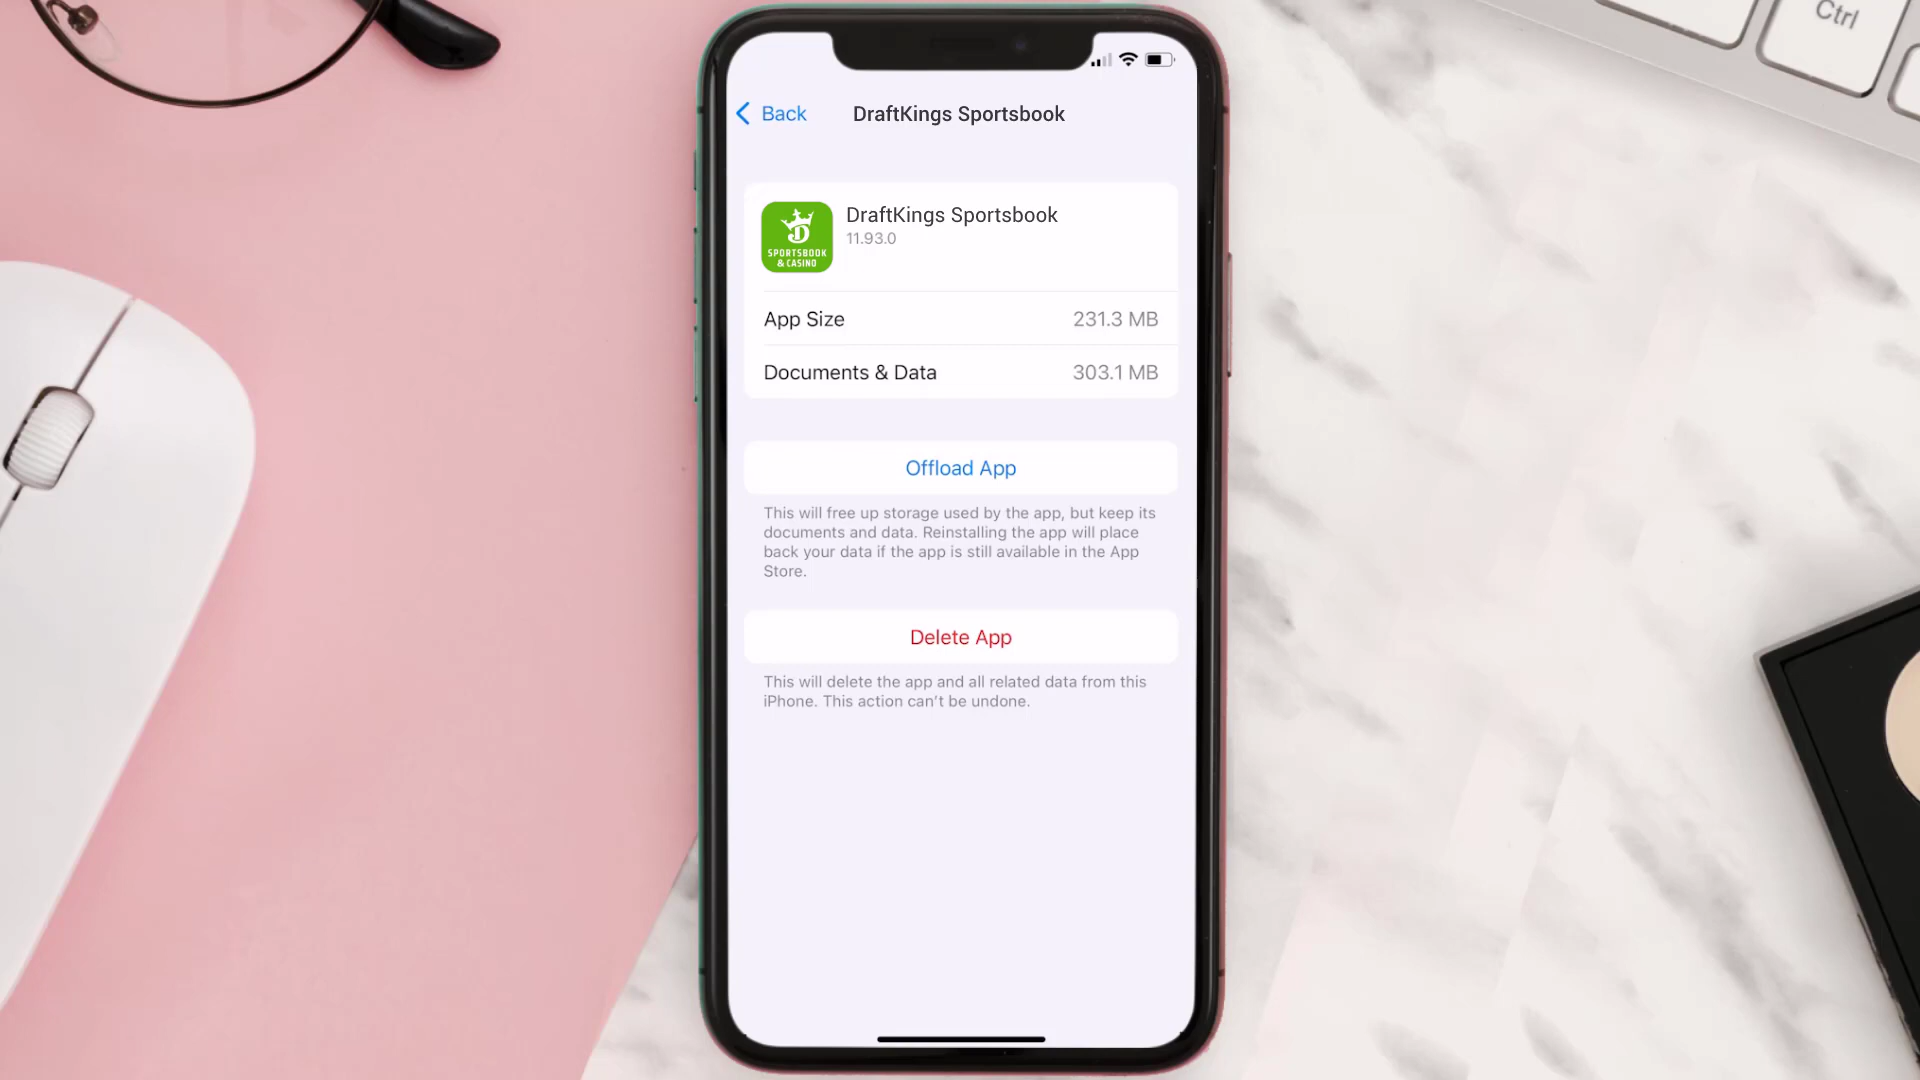 Ctrl
Back
DraftKings Sportsbook
DraftKings Sportsbook
11.93.0
SPORTSBOOK
& CASINO
App Size 231.3 MB
Documents & Data 303.1 MB
Offload App
This will free up storage used by the app, but keep its
documents and data. Reinstalling the app will place
back your data if the app is still available in the App
Store.
Delete App
This will delete the app and all related data from this
iPhone. This action can't be undone.